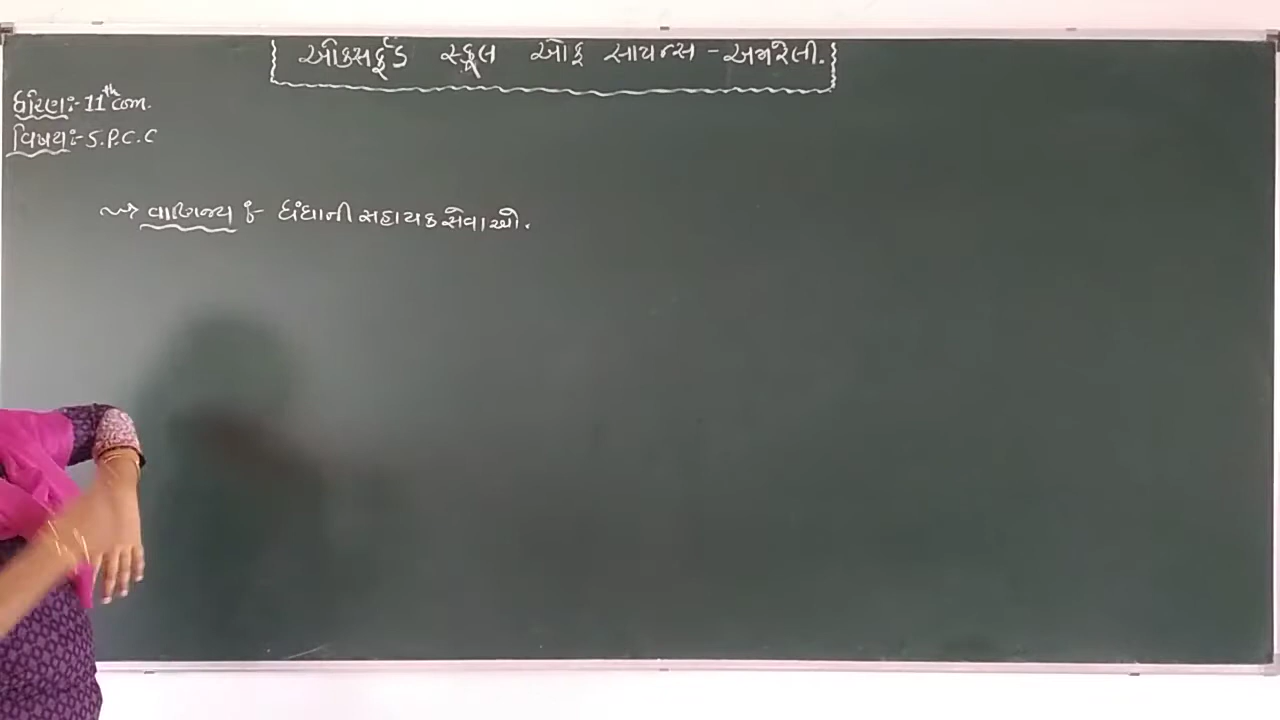 ઓક્સફર્ડ સ્કૂલ ઓફ સાયન્સ - અમરેલી.
ધોરણ:- 11th com.
વિષય:- S.P.C.C
વાણિજ્ય :- ધંધાની સહાયક સેવાઓ.